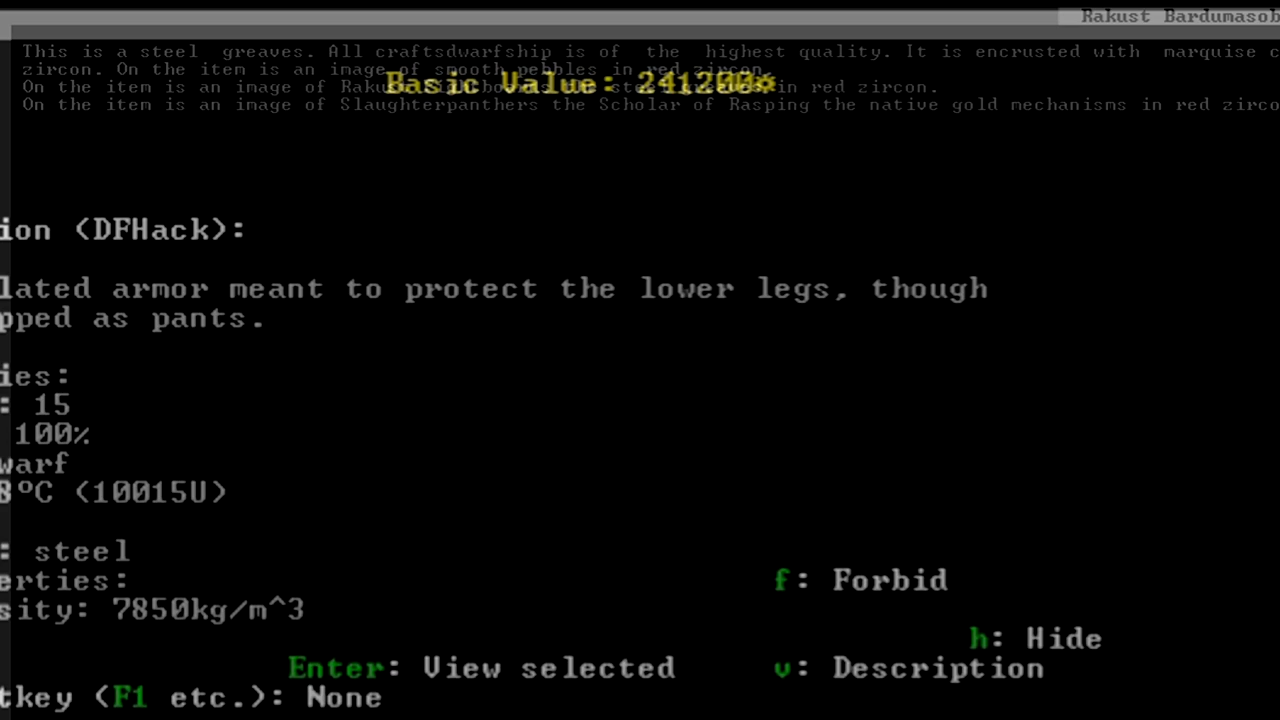 Rakust Bardumasob
This is a steel greaves. All craftsdwarfship is of the highest quality. It is encrusted with marquise c
zircon. On the item is an image of smooth pebbles in red zircon.
Basic Value: 241200☼
On the item is an image of in red zircon.
On the item is an image of Slaughterpanthers the Scholar of Rasping the native gold mechanisms in red zirco
ion (DFHack):
lated armor meant to protect the lower legs, though
pped as pants.
ies:
: 15
100%
warf
8°C (10015U)
: steel
erties:
f: Forbid
sity: 7850kg/m^3
h: Hide
Enter: View selected v: Description
tkey (F1 etc.): None